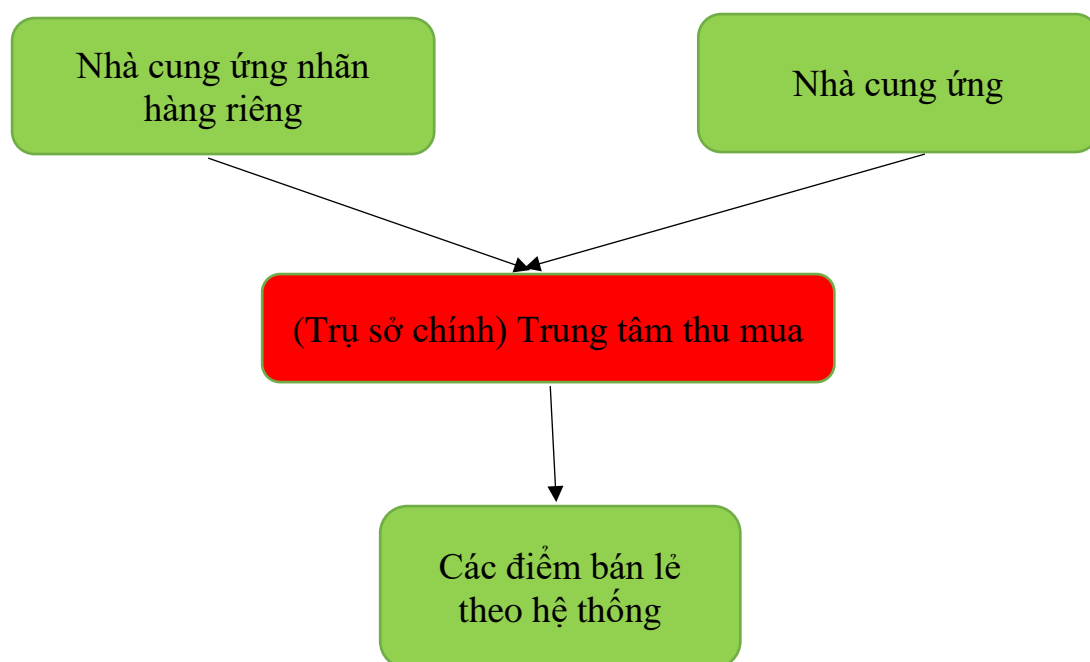 Nhà cung ứng nhãn
hàng riêng
Nhà cung ứng
(Trụ sở chính) Trung tâm thu mua
Các điểm bán lẻ
theo hệ thống